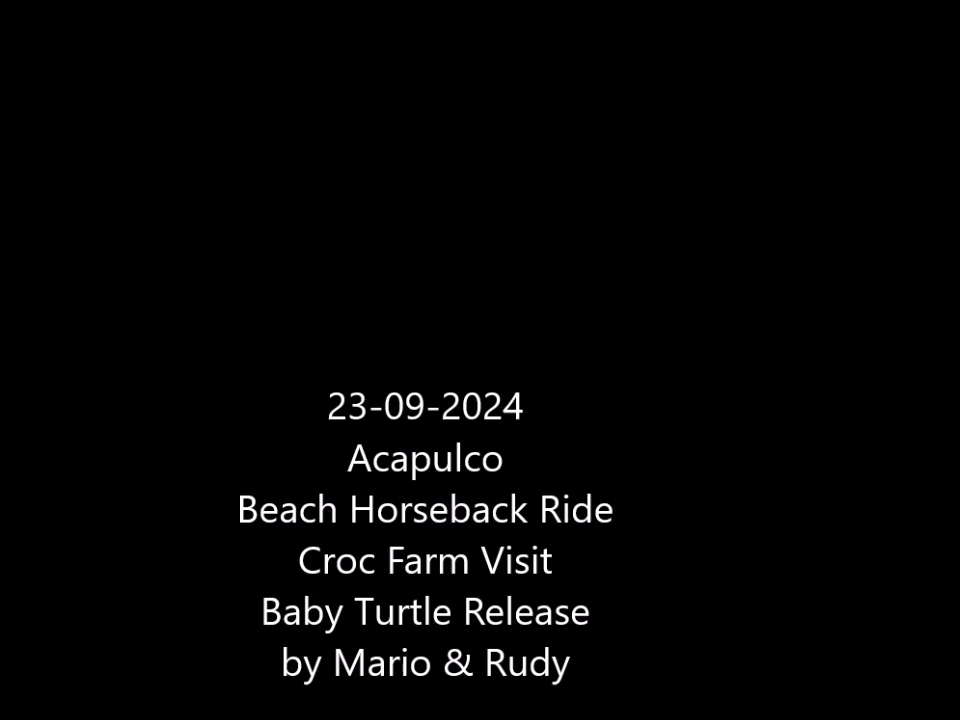 23-09-2024
Acapulco
Beach Horseback Ride
Croc Farm Visit
Baby Turtle Release
by Mario & Rudy